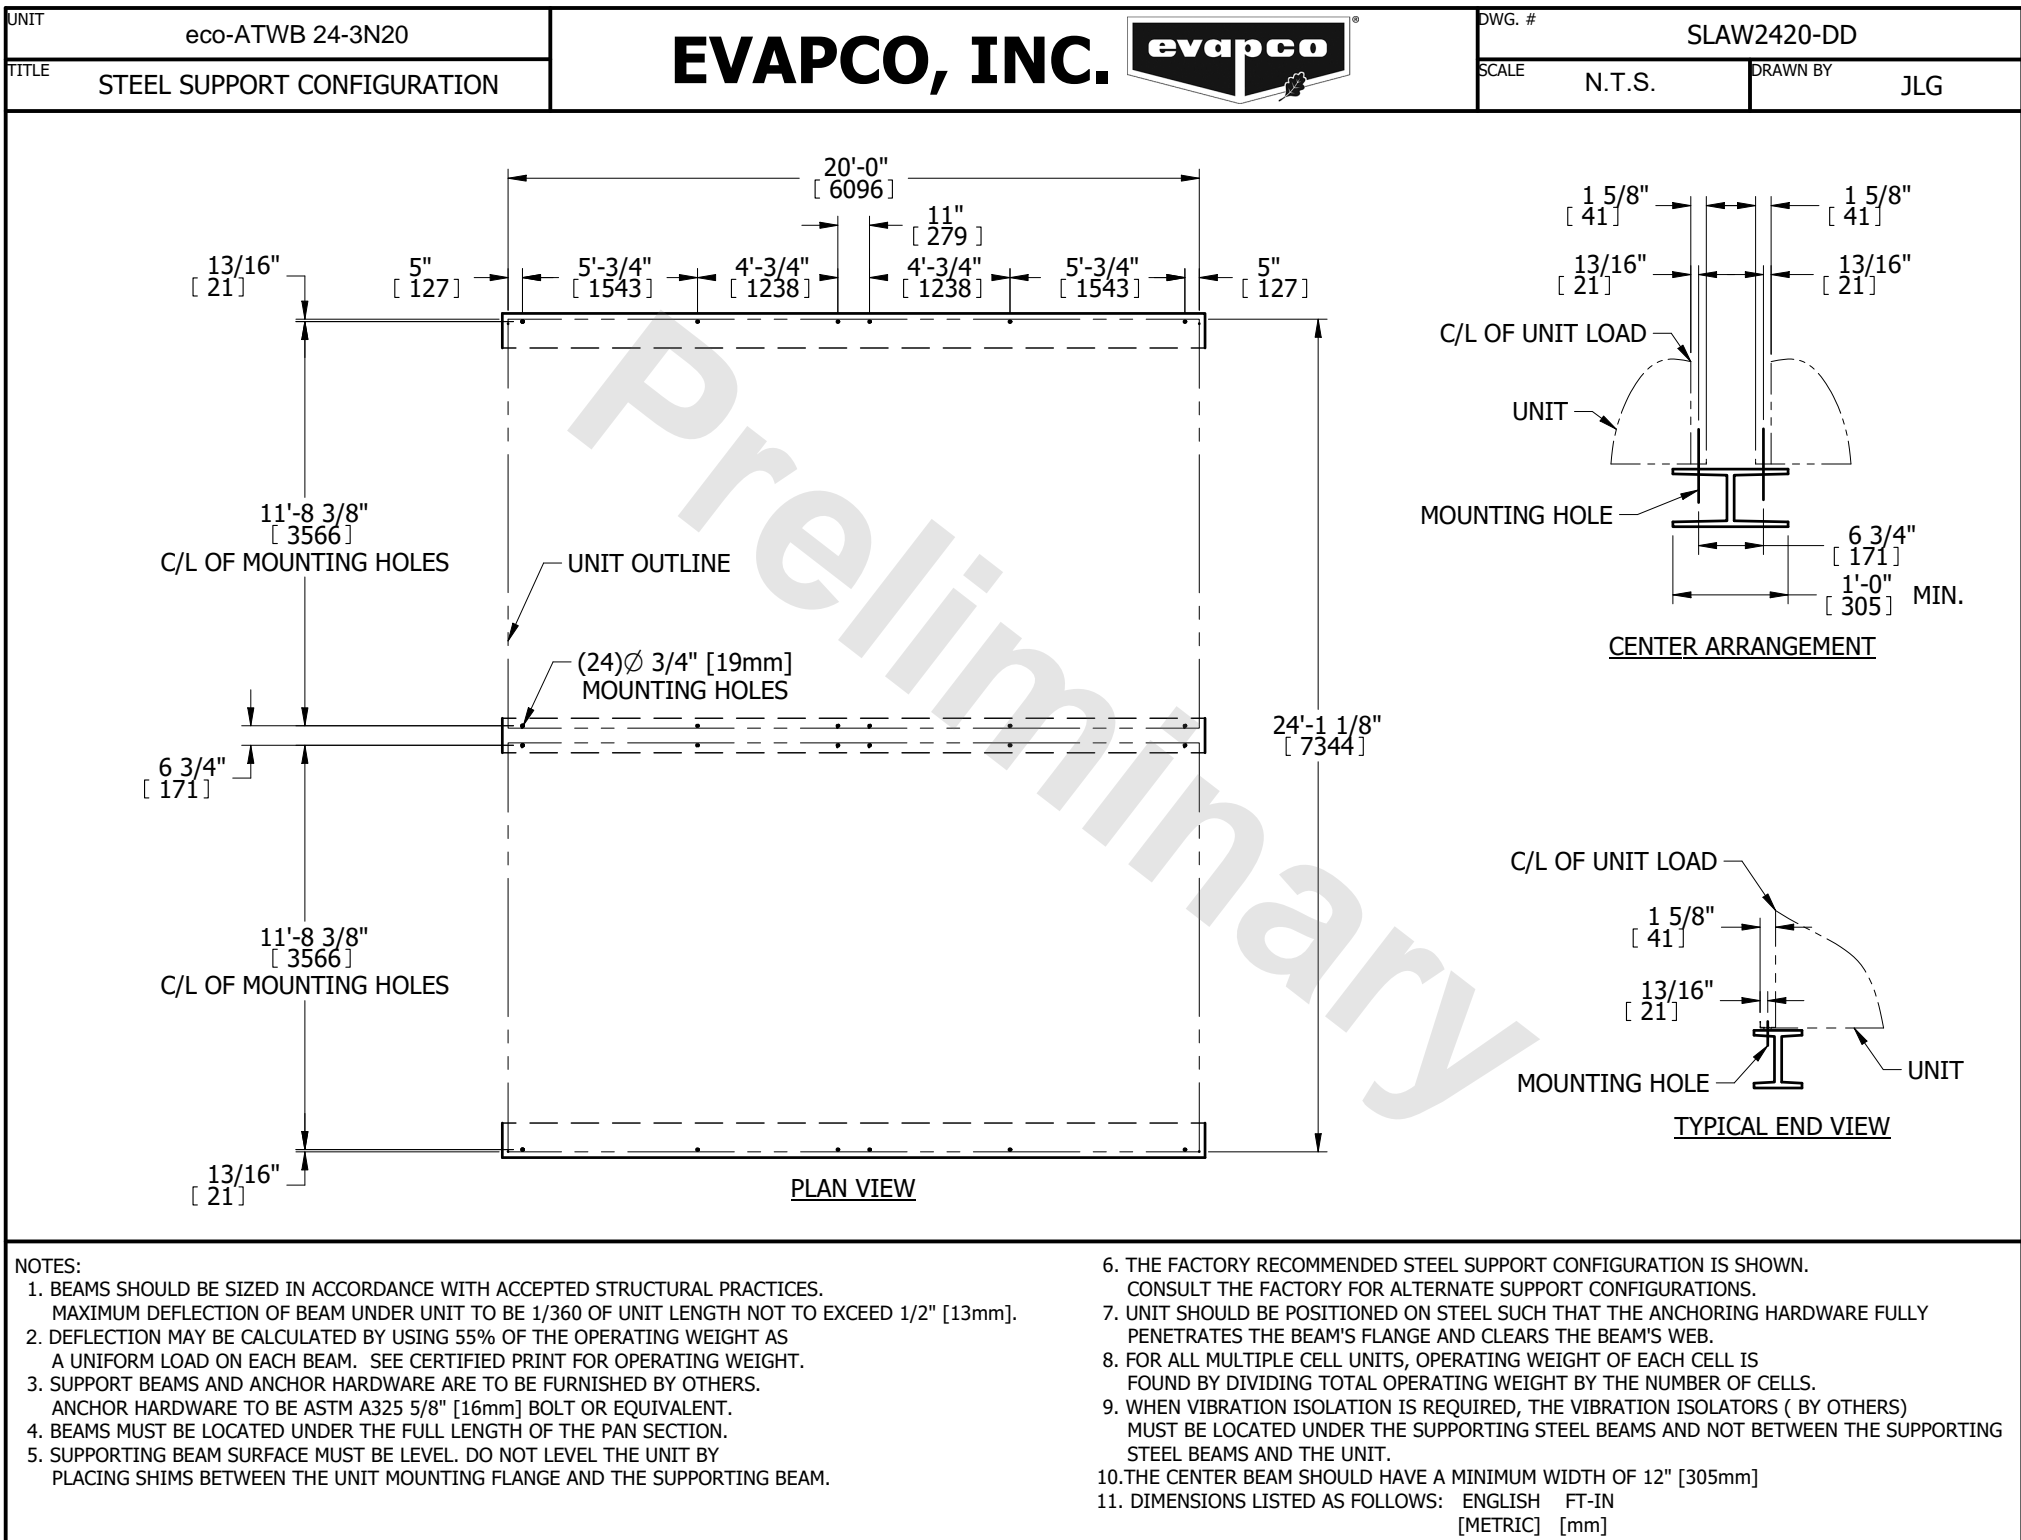 UNIT
eco-ATWB 24-3N20
TITLE
STEEL SUPPORT CONFIGURATION
EVAPCO, INC.
evapco®
DWG. #
SLAW2420-DD
SCALE
N.T.S.
DRAWN BY
JLG
20'-0"
[ 6096 ]
11"
[ 279 ]
13/16"
[ 21 ]
5"
[ 127 ]
5'-3/4"
[ 1543 ]
4'-3/4"
[ 1238 ]
4'-3/4"
[ 1238 ]
5'-3/4"
[ 1543 ]
5"
[ 127 ]
11'-8 3/8"
[ 3566 ]
C/L OF MOUNTING HOLES
UNIT OUTLINE
(24)∅ 3/4" [19mm]
MOUNTING HOLES
6 3/4"
[ 171 ]
24'-1 1/8"
[ 7344 ]
11'-8 3/8"
[ 3566 ]
C/L OF MOUNTING HOLES
13/16"
[ 21 ]
PLAN VIEW
Preliminary
1 5/8"
[ 41 ]
1 5/8"
[ 41 ]
13/16"
[ 21 ]
13/16"
[ 21 ]
C/L OF UNIT LOAD
UNIT
MOUNTING HOLE
6 3/4"
[ 171 ]
1'-0"
[ 305 ]
MIN.
CENTER ARRANGEMENT
C/L OF UNIT LOAD
1 5/8"
[ 41 ]
13/16"
[ 21 ]
MOUNTING HOLE
UNIT
TYPICAL END VIEW
NOTES:
1. BEAMS SHOULD BE SIZED IN ACCORDANCE WITH ACCEPTED STRUCTURAL PRACTICES.
MAXIMUM DEFLECTION OF BEAM UNDER UNIT TO BE 1/360 OF UNIT LENGTH NOT TO EXCEED 1/2" [13mm].
2. DEFLECTION MAY BE CALCULATED BY USING 55% OF THE OPERATING WEIGHT AS
A UNIFORM LOAD ON EACH BEAM. SEE CERTIFIED PRINT FOR OPERATING WEIGHT.
3. SUPPORT BEAMS AND ANCHOR HARDWARE ARE TO BE FURNISHED BY OTHERS.
ANCHOR HARDWARE TO BE ASTM A325 5/8" [16mm] BOLT OR EQUIVALENT.
4. BEAMS MUST BE LOCATED UNDER THE FULL LENGTH OF THE PAN SECTION.
5. SUPPORTING BEAM SURFACE MUST BE LEVEL. DO NOT LEVEL THE UNIT BY
PLACING SHIMS BETWEEN THE UNIT MOUNTING FLANGE AND THE SUPPORTING BEAM.
6. THE FACTORY RECOMMENDED STEEL SUPPORT CONFIGURATION IS SHOWN.
CONSULT THE FACTORY FOR ALTERNATE SUPPORT CONFIGURATIONS.
7. UNIT SHOULD BE POSITIONED ON STEEL SUCH THAT THE ANCHORING HARDWARE FULLY
PENETRATES THE BEAM'S FLANGE AND CLEARS THE BEAM'S WEB.
8. FOR ALL MULTIPLE CELL UNITS, OPERATING WEIGHT OF EACH CELL IS
FOUND BY DIVIDING TOTAL OPERATING WEIGHT BY THE NUMBER OF CELLS.
9. WHEN VIBRATION ISOLATION IS REQUIRED, THE VIBRATION ISOLATORS ( BY OTHERS)
MUST BE LOCATED UNDER THE SUPPORTING STEEL BEAMS AND NOT BETWEEN THE SUPPORTING
STEEL BEAMS AND THE UNIT.
10.THE CENTER BEAM SHOULD HAVE A MINIMUM WIDTH OF 12" [305mm]
11. DIMENSIONS LISTED AS FOLLOWS: ENGLISH FT-IN
[METRIC] [mm]